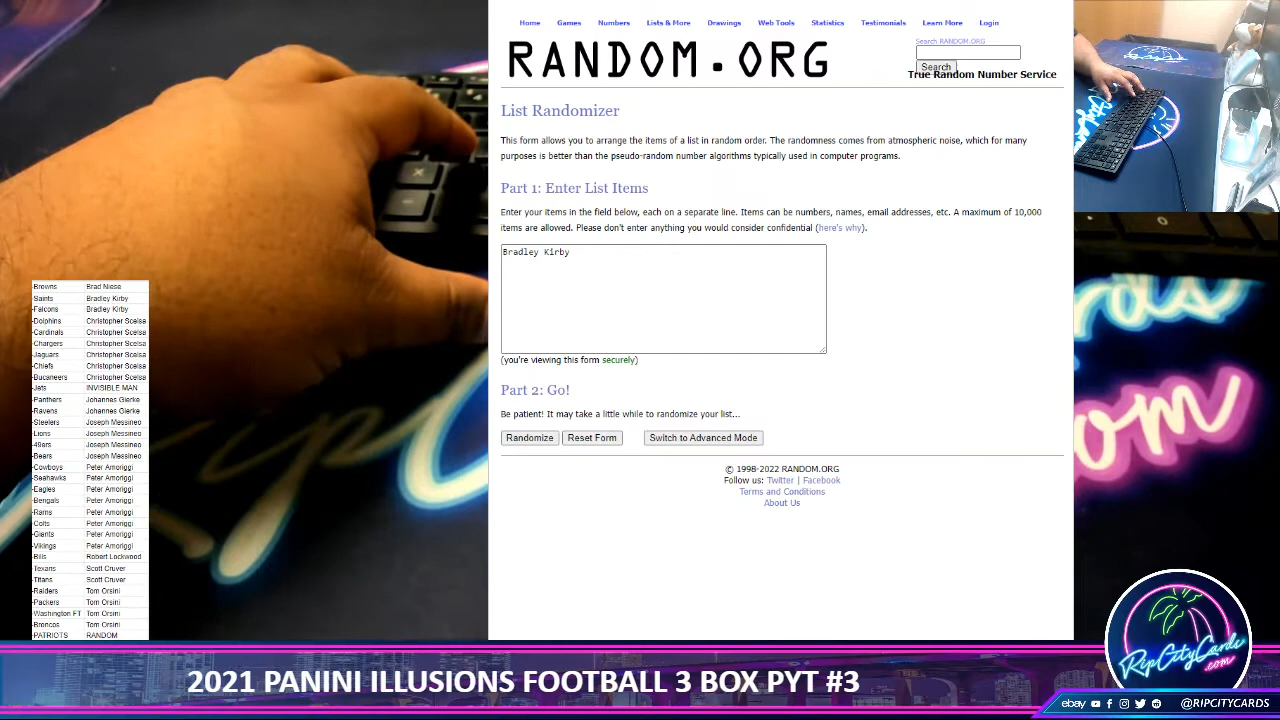 Home Games Numbers Lists & More Drawings Web Tools Statistics Testimonials Learn More Login
RANDOM.ORG
Search RANDOM.ORG
Search
True Random Number Service
List Randomizer
This form allows you to arrange the items of a list in random order. The randomness comes from atmospheric noise, which for many
purposes is better than the pseudo-random number algorithms typically used in computer programs.
Part 1: Enter List Items
Enter your items in the field below, each on a separate line. Items can be numbers, names, email addresses, etc. A maximum of 10,000
items are allowed. Please don't enter anything you would consider confidential (here's why).
Bradley Kirby
(you're viewing this form securely)
Part 2: Go!
Be patient! It may take a little while to randomize your list...
Randomize Reset Form Switch to Advanced Mode
© 1998-2022 RANDOM.ORG
Follow us: Twitter | Facebook
Terms and Conditions
About Us
-Browns Brad Niese
-Saints Bradley Kirby
-Falcons Bradley Kirby
-Dolphins Christopher Scelsa
-Cardinals Christopher Scelsa
-Chargers Christopher Scelsa
-Jaguars Christopher Scelsa
-Chiefs Christopher Scelsa
-Bucaneers Christopher Scelsa
-Jets INVISIBLE MAN
-Panthers Johannes Gierke
-Ravens Johannes Gierke
-Steelers Joseph Messineo
-Lions Joseph Messineo
-49ers Joseph Messineo
-Bears Joseph Messineo
-Cowboys Peter Amoriggi
-Seahawks Peter Amoriggi
-Eagles Peter Amoriggi
-Bengals Peter Amoriggi
-Rams Peter Amoriggi
-Colts Peter Amoriggi
-Giants Peter Amoriggi
-Vikings Peter Amoriggi
-Bills Robert Lockwood
-Texans Scott Cruver
-Titans Scott Cruver
-Raiders Tom Orsini
-Packers Tom Orsini
-Washington FT Tom Orsini
-Broncos Tom Orsini
-PATRIOTS RANDOM
2021 PANINI ILLUSIONS FOOTBALL 3 BOX PYT #3
RipCityCards
.com
ebay @RIPCITYCARDS